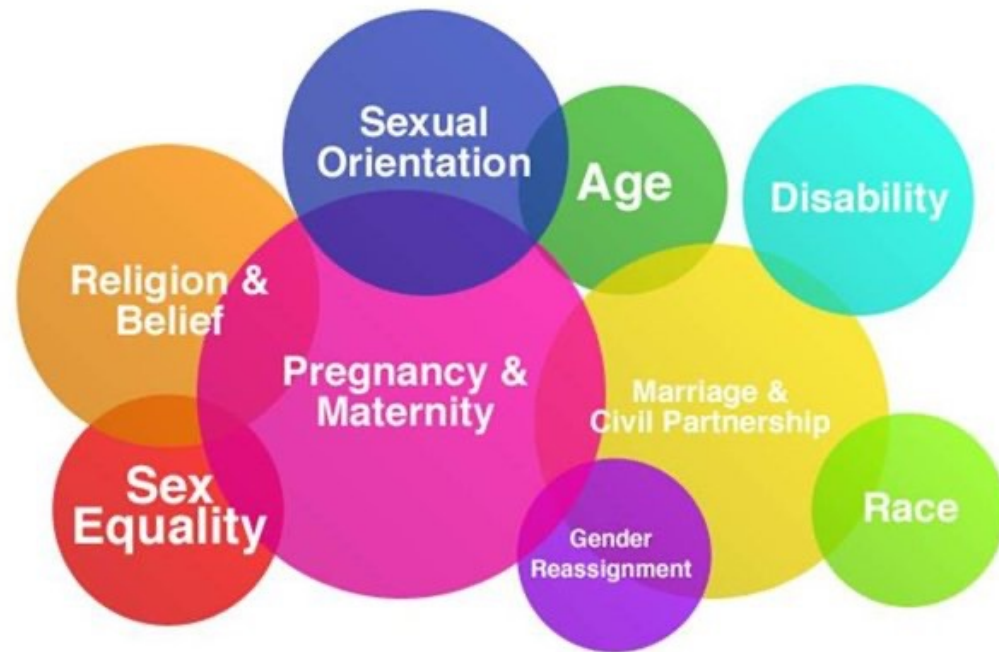 Sexual
Orientation
Age
Disability
Religion &
Belief
Pregnancy &
Maternity
Marriage &
Civil Partnership
Sex
Equality
Gender
Reassignment
Race